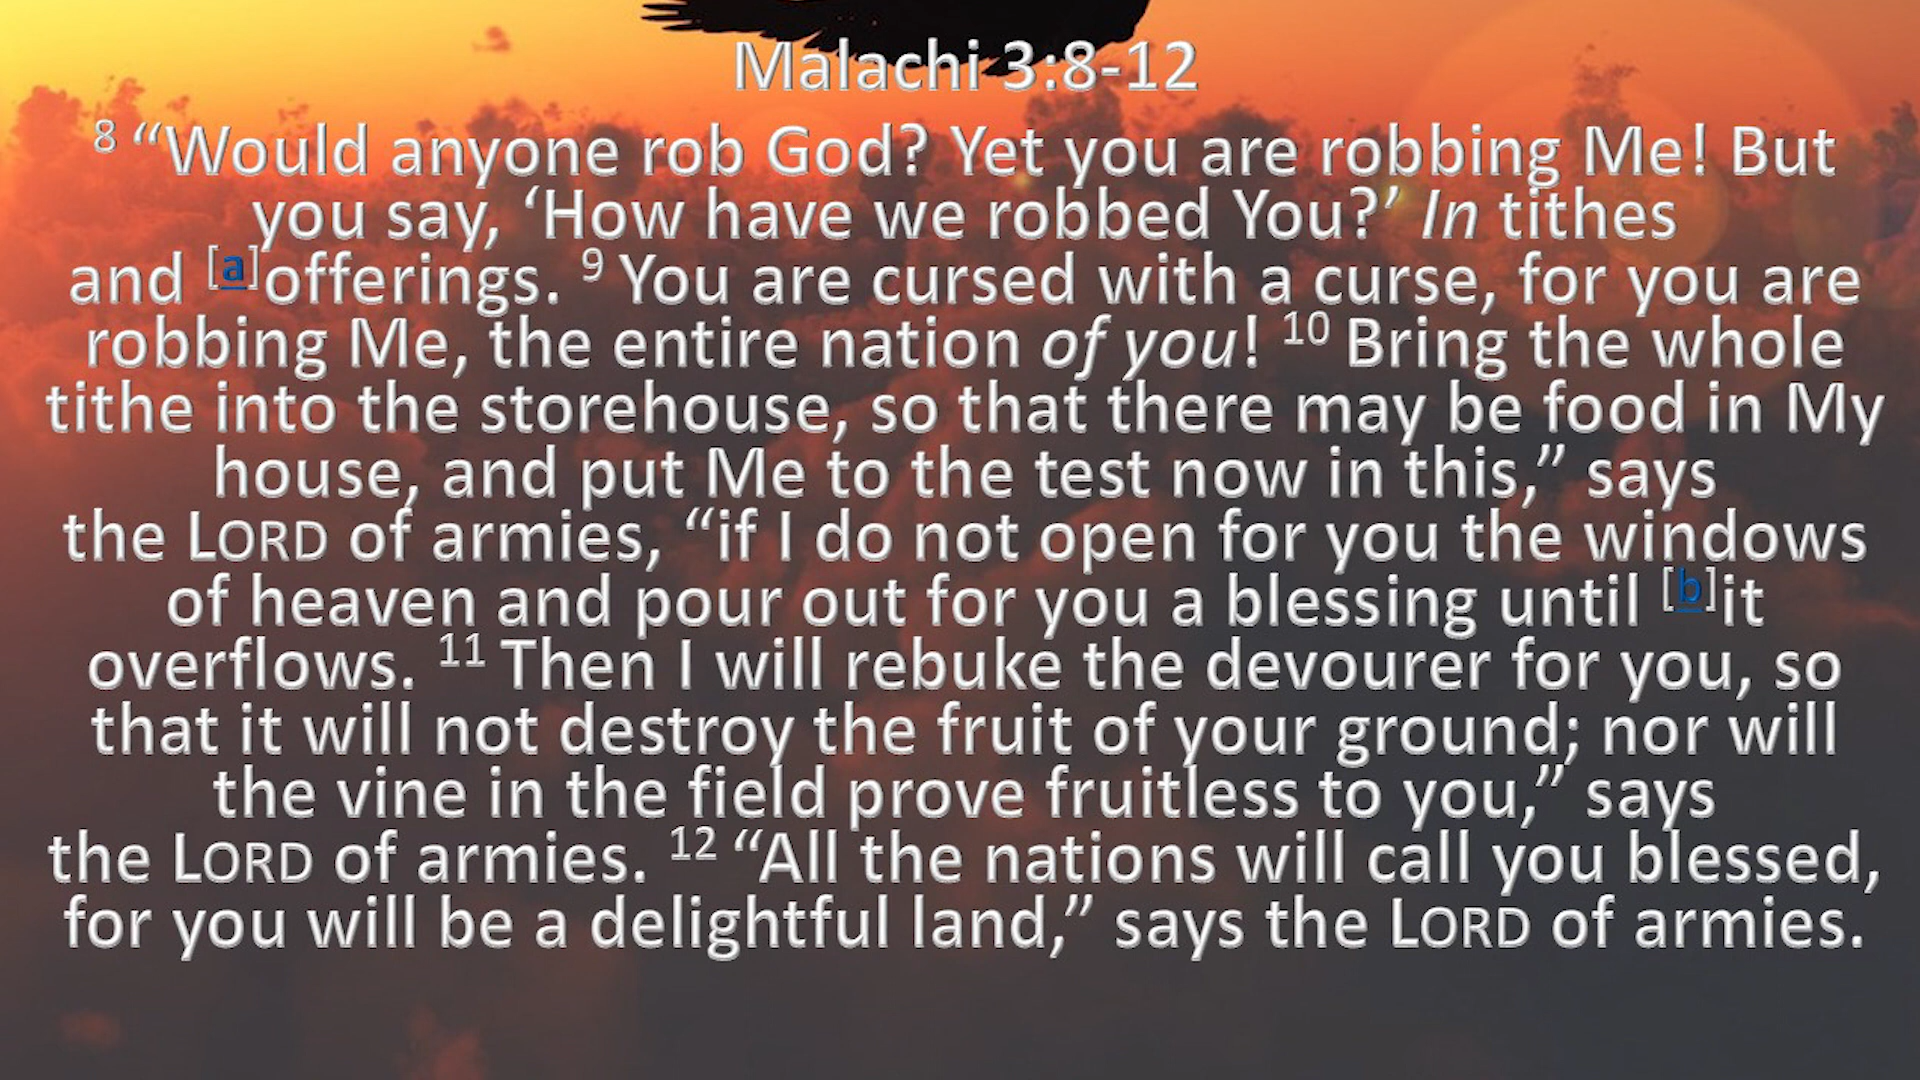 Malachi 3:8-12
8 “Would anyone rob God? Yet you are robbing Me! But
you say, ‘How have we robbed You?’ In tithes
and [a]offerings. 9 You are cursed with a curse, for you are
robbing Me, the entire nation of you! 10 Bring the whole
tithe into the storehouse, so that there may be food in My
house, and put Me to the test now in this,” says
the LORD of armies, “if I do not open for you the windows
of heaven and pour out for you a blessing until [b]it
overflows. 11 Then I will rebuke the devourer for you, so
that it will not destroy the fruit of your ground; nor will
the vine in the field prove fruitless to you,” says
the LORD of armies. 12 “All the nations will call you blessed,
for you will be a delightful land,” says the LORD of armies.